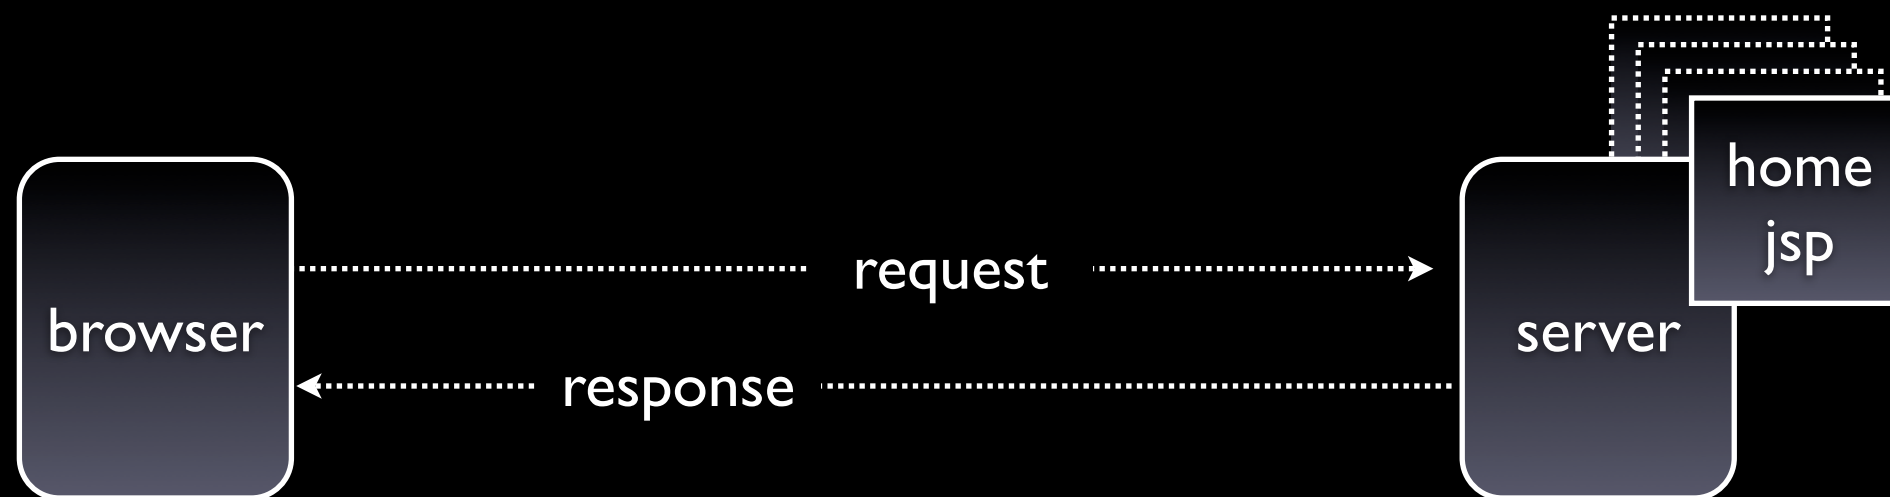 home
jsp
request
browser
server
response